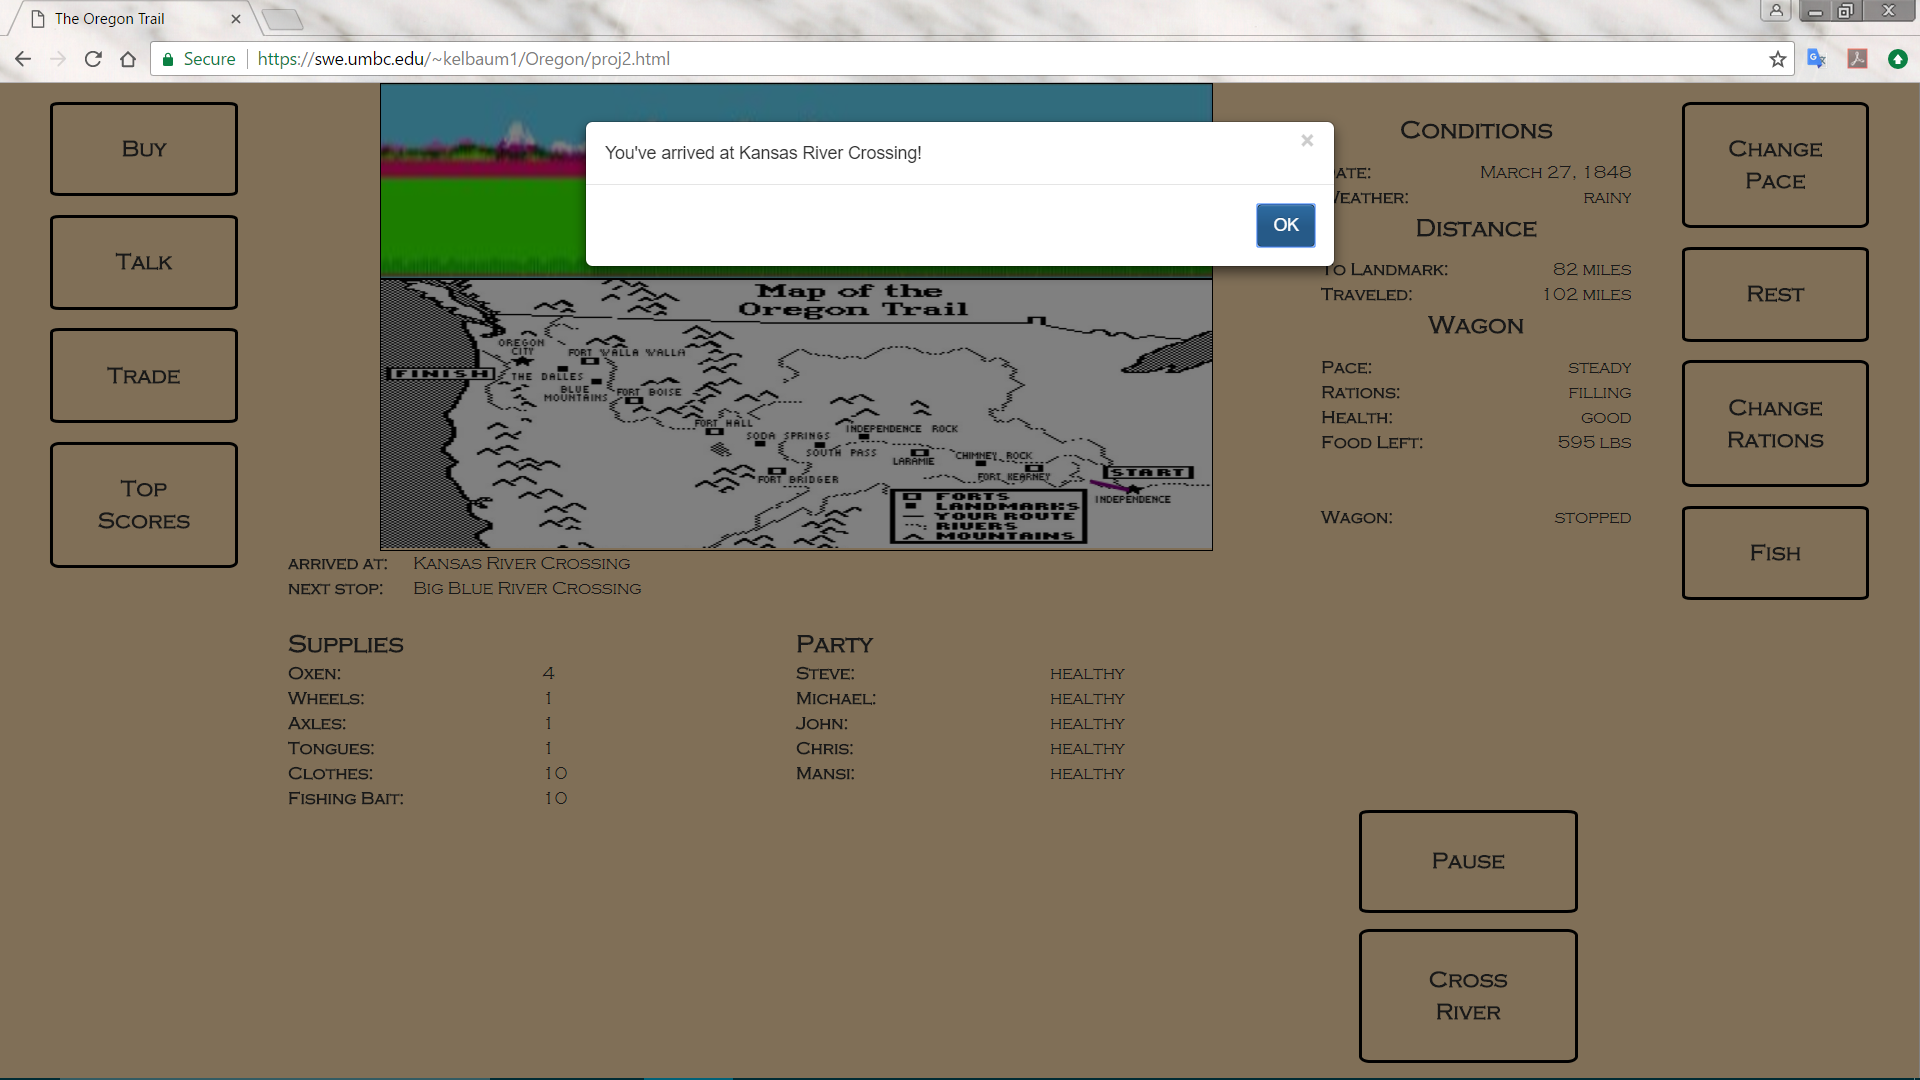 The Oregon Trail
Secure https://swe.umbc.edu/~kelbaum1/Oregon/proj2.html
Buy
Talk
Trade
Top
Scores
You've arrived at Kansas River Crossing!
OK
Map of the
Oregon Trail
OREGON
CITY
FORT WALLA WALLA
FINISH
THE DALLES
BLUE
MOUNTAINS
FORT BOISE
FORT HALL
SODA SPRINGS
INDEPENDENCE ROCK
SOUTH PASS
LARAMIE
CHIMNEY ROCK
FORT BRIDGER
FORT KEARNEY
START
INDEPENDENCE
FORTS
LANDMARKS
YOUR ROUTE
RIVERS
MOUNTAINS
Arrived at: Kansas River Crossing
Next stop: Big Blue River Crossing
Supplies
Oxen: 4
Wheels: 1
Axles: 1
Tongues: 1
Clothes: 10
Fishing Bait: 10
Party
Steve: healthy
Michael: healthy
John: healthy
Chris: healthy
Mansi: healthy
Conditions
ate: March 27, 1848
eather: rainy
Distance
To Landmark: 82 miles
Traveled: 102 miles
Wagon
Pace: steady
Rations: filling
Health: good
Food Left: 595 lbs
Wagon: stopped
Change
Pace
Rest
Change
Rations
Fish
Pause
Cross
River